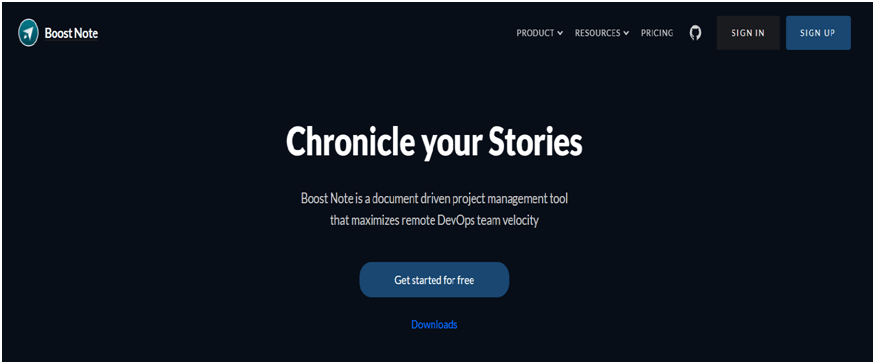 Boost Note
PRODUCT
RESOURCES
PRICING
SIGN IN
SIGN UP
Chronicle your Stories
Boost Note is a document driven project management tool
that maximizes remote DevOps team velocity
Get started for free
Downloads